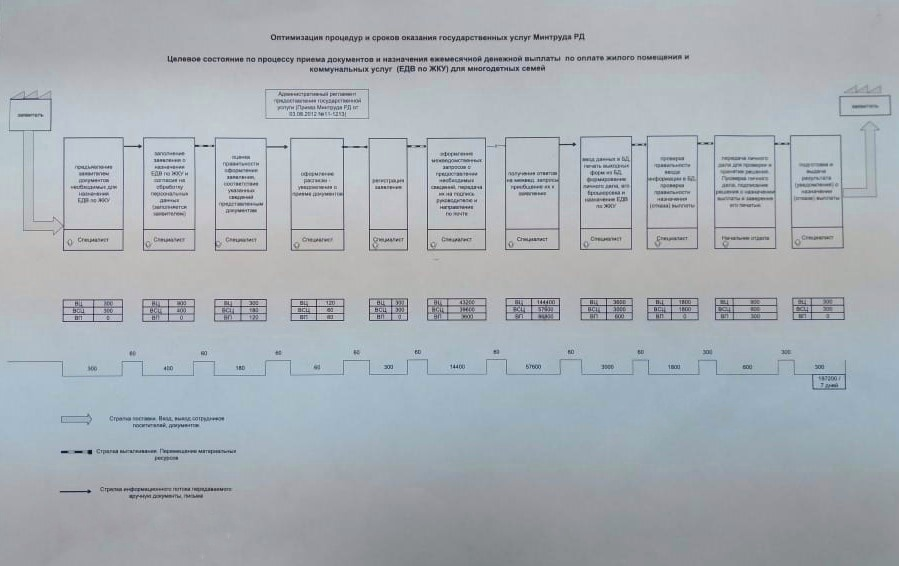 Оптимизация процедур и сроков оказания государственных услуг Минтруда РД
Целевое состояние по процессу приема документов и назначения ежемесячной денежной выплаты по оплате жилого помещения и
коммунальных услуг (ЕДВ по ЖКУ) для многодетных семей
заявитель
Административный регламент
предоставления государственной
услуги (Приказ Минтруда РД от
03.08.2012 №11-1213)
заявитель
предъявление
заявителем
документов
необходимых для
назначения
ЕДВ по ЖКУ
Специалист
заполнение
заявления о
назначении
ЕДВ по ЖКУ и
согласия на
обработку
персональных
данных
(заполняется
заявителем)
Специалист
оценка
правильности
оформления
заявления,
соответствие
указанных
сведений
представленным
документам
Специалист
оформление
расписки -
уведомления о
приеме документов
Специалист
регистрация
заявления
Специалист
оформления
межведомственных
запроса о
предоставлении
необходимых
сведений, передача
их на подпись
руководителю и
направление
по почте
Специалист
получение ответов
на межвед. запросы
приобщение их к
заявлению
Специалист
ввод данных в БД,
печать выходных
форм из БД,
формирование
личного дела, его
брошюровка и
назначение ЕДВ
по ЖКУ
Специалист
проверка
правильности
ввода
информации в БД,
проверка
правильности
назначения
(отказа) выплаты
Специалист
передача личного
дела для проверки и
принятия решения.
Проверка личного
дела, подписание
решения о назначении
выплаты и заверение
его печатью
Начальник отдела
подготовка и
выдача
результата
(уведомления) о
назначении
(отказа) выплаты
Специалист
ВЦ 300
ВСЦ 300
ВП 0
ВЦ
ВСЦ 400
ВП 0
ВЦ 300
ВСЦ 180
ВП 120
ВЦ 120
ВСЦ 60
ВП 60
ВЦ 300
ВСЦ 300
ВП 0
ВЦ 43200
ВСЦ
ВП
ВЦ 144400
ВСЦ 57600
ВП 86800
ВЦ 3600
ВСЦ 3000
ВП 600
ВЦ 1800
ВСЦ 1800
ВП 0
ВЦ
ВСЦ 600
ВП 300
ВЦ 300
ВСЦ 300
ВП 0
60 60 60 60 60 60 60 60 300 300
300 400 180 60 300 14400 57600 3000 1800 600 300
187200 /
7 дней
Стрелка поставки. Вход, выход сотрудников
посетителей, документов
Стрелка выталкивания. Перемещение материальных
ресурсов
Стрелка информационного потока передаваемого
вручную документы, письма